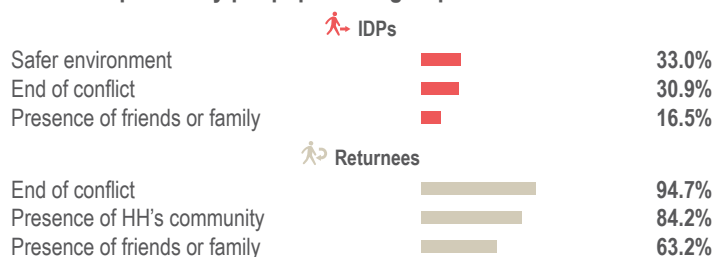 IDPs
Safer environment 33.0%
End of conflict 30.9%
Presence of friends or family 16.5%
Returnees
End of conflict 94.7%
Presence of HH's community 84.2%
Presence of friends or family 63.2%